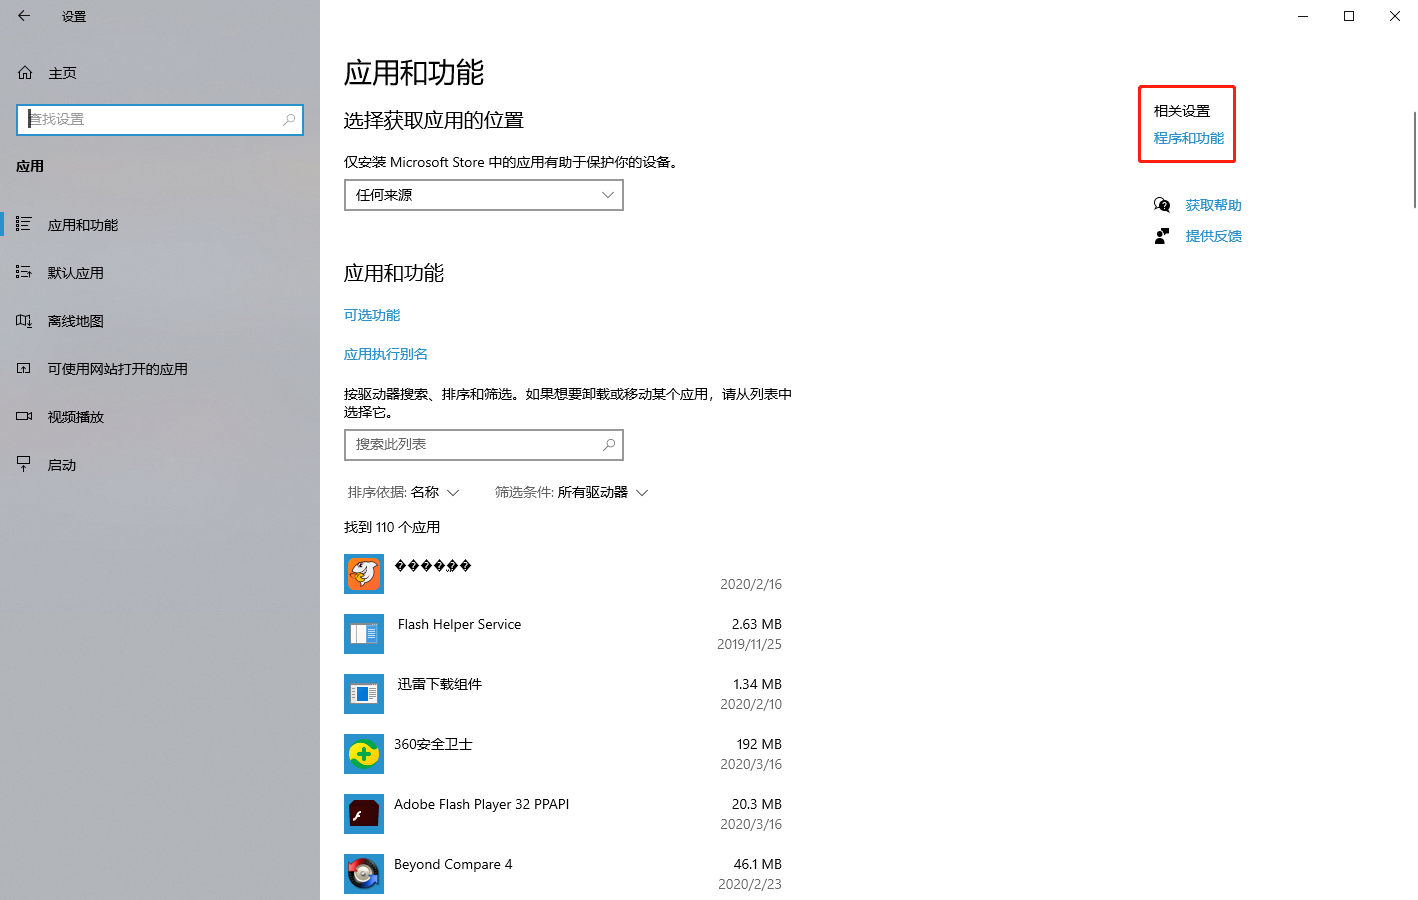 设置
主页
查找设置
应用
应用和功能
默认应用
离线地图
可使用网站打开的应用
视频播放
启动
应用和功能
选择获取应用的位置
仅安装 Microsoft Store 中的应用有助于保护你的设备。
任何来源
应用和功能
可选功能
应用执行别名
按驱动器搜索、排序和筛选。如果想要卸载或移动某个应用，请从列表中
选择它。
搜索此列表
排序依据: 名称 筛选条件: 所有驱动器
找到 110 个应用
2020/2/16
Flash Helper Service 2.63 MB
2019/11/25
迅雷下载组件 1.34 MB
2020/2/10
360安全卫士 192 MB
2020/3/16
Adobe Flash Player 32 PPAPI 20.3 MB
2020/3/16
Beyond Compare 4 46.1 MB
2020/2/23
相关设置
程序和功能
获取帮助
提供反馈